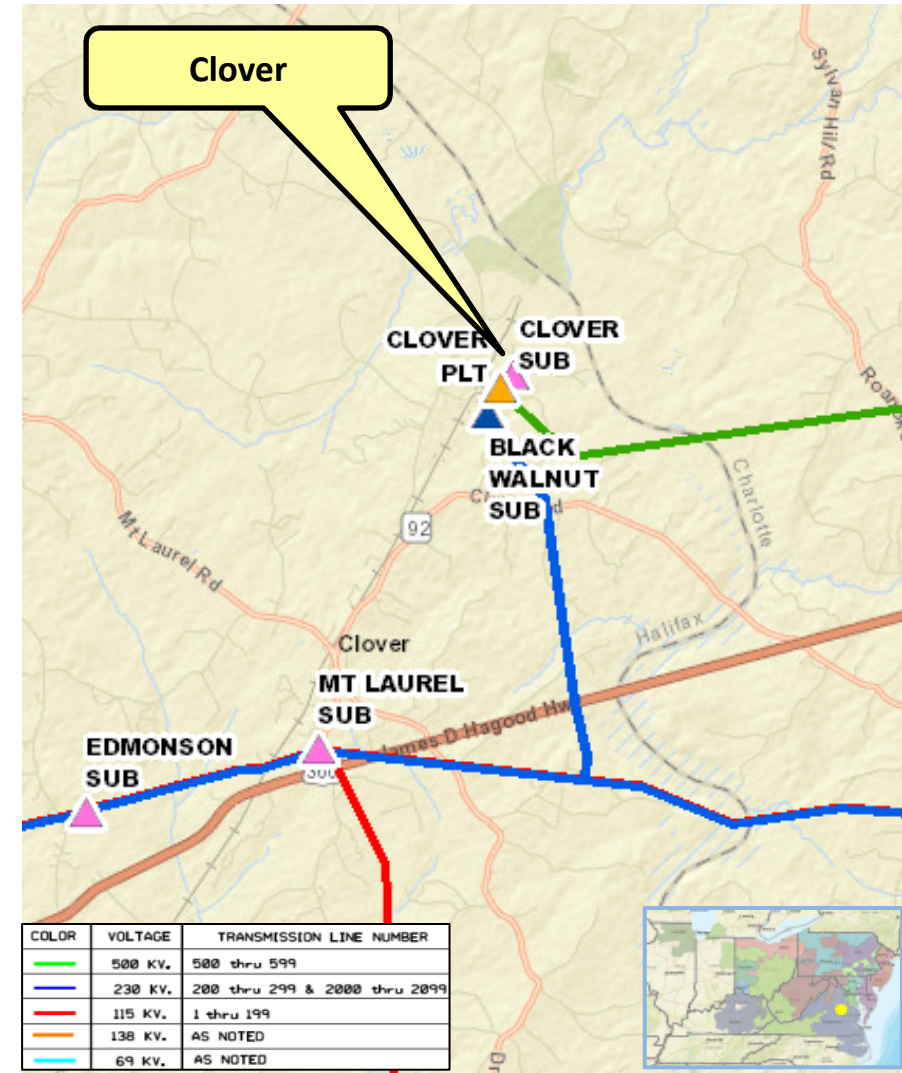 Clover
Sylvan Hill Rd
CLOVER
PLT
CLOVER
SUB
BLACK
WALNUT
SUB
92
Charlotte
Mt Laurel Rd
Halifax
Clover
MT LAUREL
SUB
James D Hagood Hw
360
EDMONSON
SUB
COLOR VOLTAGE TRANSMISSION LINE NUMBER
500 KV. 500 thru 599
230 KV. 200 thru 299 & 2000 thru 2099
115 KV. 1 thru 199
138 KV. AS NOTED
69 KV. AS NOTED